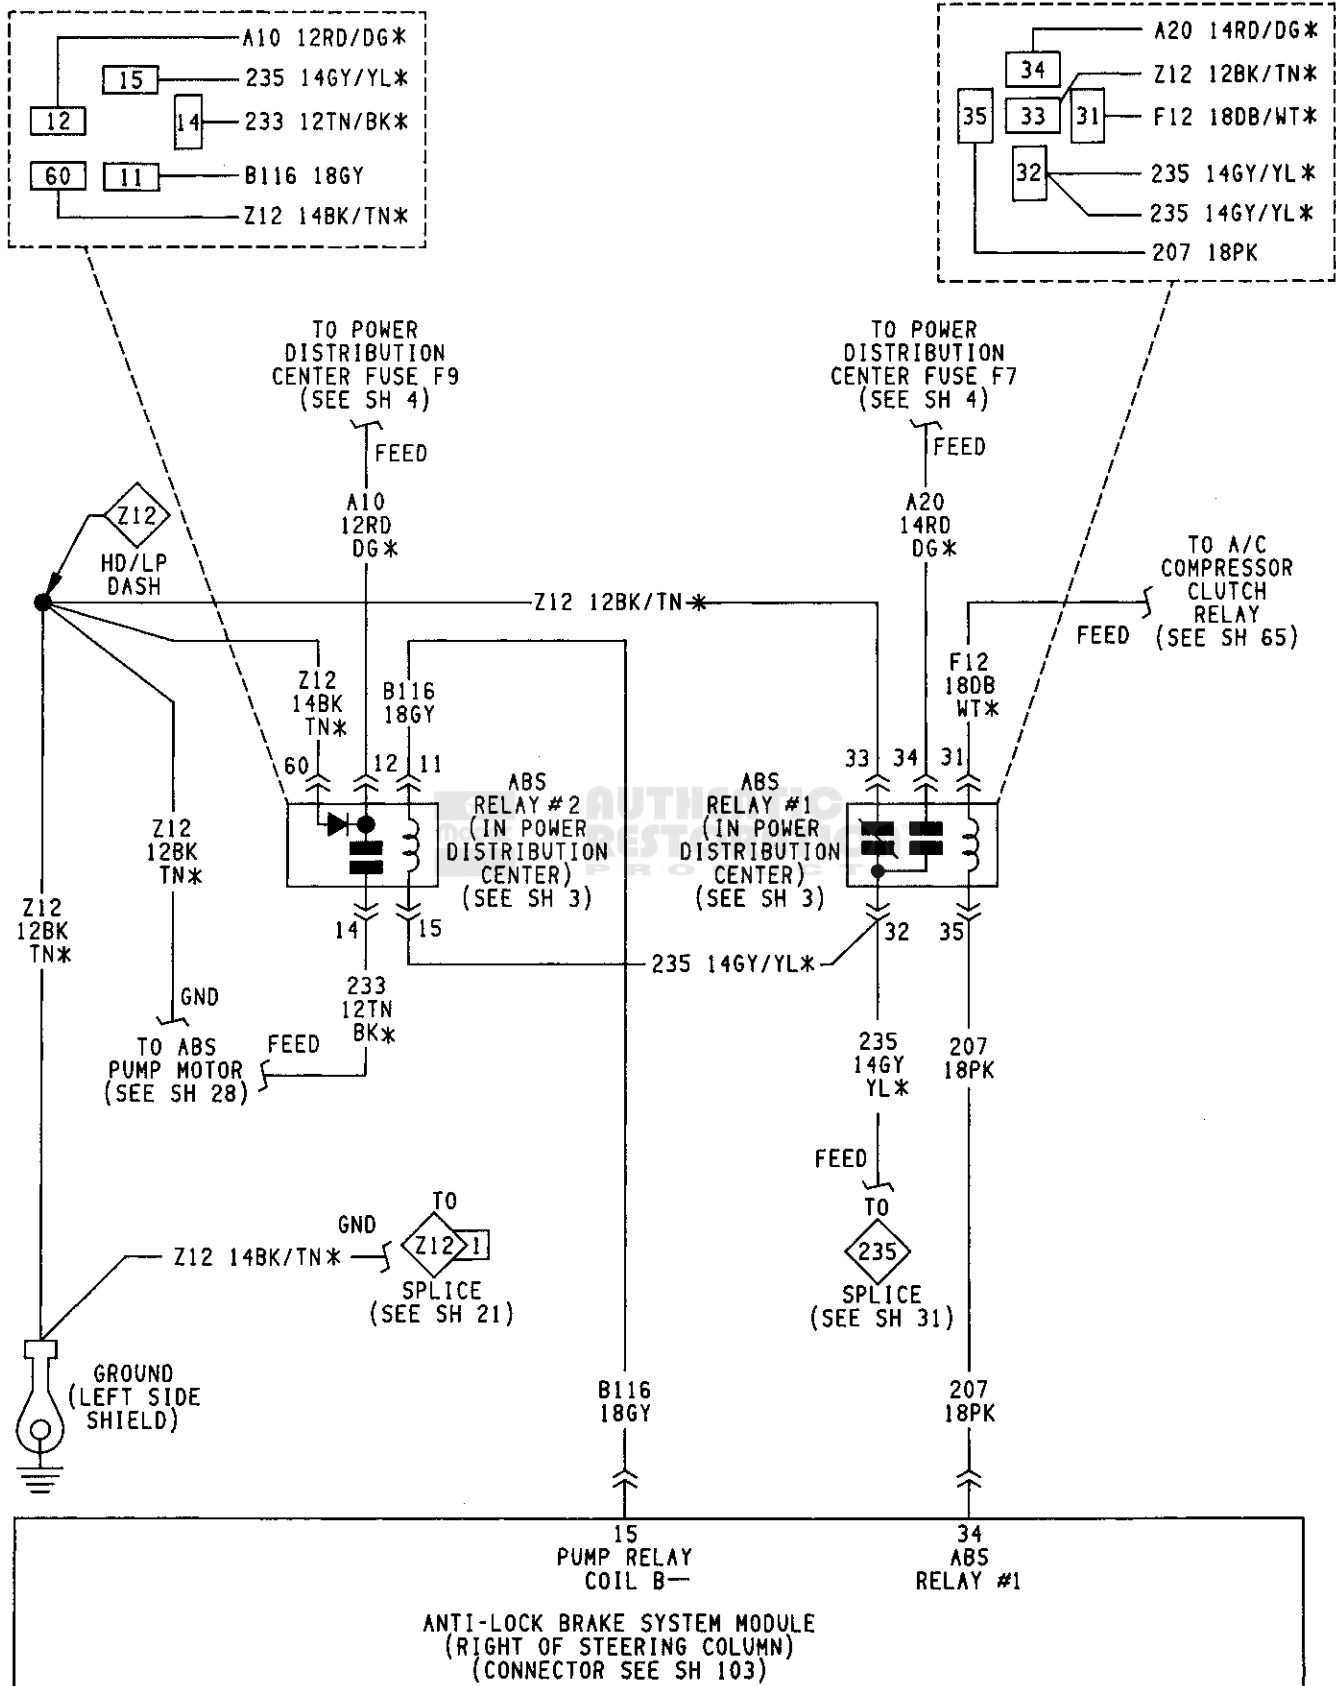 A10 12RD/DG*
15
235 14GY/YL*
12
14
233 12TN/BK*
60
11
B116 18GY
Z12 14BK/TN*
A20 14RD/DG*
34
Z12 12BK/TN*
35
33
31
F12 18DB/WT*
32
235 14GY/YL*
235 14GY/YL*
207 18PK
TO POWER
DISTRIBUTION
CENTER FUSE F9
(SEE SH 4)
FEED
TO POWER
DISTRIBUTION
CENTER FUSE F7
(SEE SH 4)
FEED
Z12
HD/LP
DASH
A10
12RD
DG*
A20
14RD
DG*
TO A/C
COMPRESSOR
CLUTCH
RELAY
(SEE SH 65)
FEED
Z12 12BK/TN*
Z12
14BK
TN*
B116
18GY
F12
18DB
WT*
60
12
11
ABS
RELAY #2
(IN POWER
DISTRIBUTION
CENTER)
(SEE SH 3)
33
34
31
ABS
RELAY #1
(IN POWER
DISTRIBUTION
CENTER)
(SEE SH 3)
AUTHENTIC
RESTORATION
PRODUCT
Z12
12BK
TN*
Z12
12BK
TN*
14
15
32
35
235 14GY/YL*
233
12TN
BK*
GND
TO ABS
PUMP MOTOR
(SEE SH 28)
FEED
235
14GY
YL*
207
18PK
FEED
TO
235
SPLICE
(SEE SH 31)
TO
GND
Z12 14BK/TN*
Z12
1
SPLICE
(SEE SH 21)
GROUND
(LEFT SIDE
SHIELD)
B116
18GY
207
18PK
15
PUMP RELAY
COIL B—
34
ABS
RELAY #1
ANTI-LOCK BRAKE SYSTEM MODULE
(RIGHT OF STEERING COLUMN)
(CONNECTOR SEE SH 103)